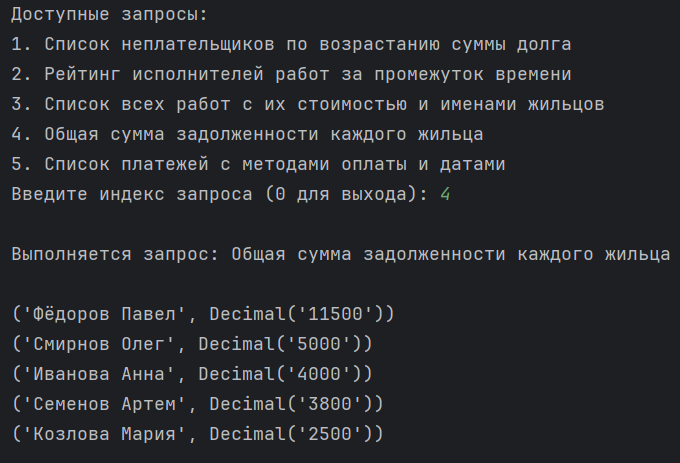 Доступные запросы:
1. Список неплательщиков по возрастанию суммы долга
2. Рейтинг исполнителей работ за промежуток времени
3. Список всех работ с их стоимостью и именами жильцов
4. Общая сумма задолженности каждого жильца
5. Список платежей с методами оплаты и датами
Введите индекс запроса (0 для выхода): 4
Выполняется запрос: Общая сумма задолженности каждого жильца
('Фёдоров Павел', Decimal('11500'))
('Смирнов Олег', Decimal('5000'))
('Иванова Анна', Decimal('4000'))
('Семенов Артем', Decimal('3800'))
('Козлова Мария', Decimal('2500'))